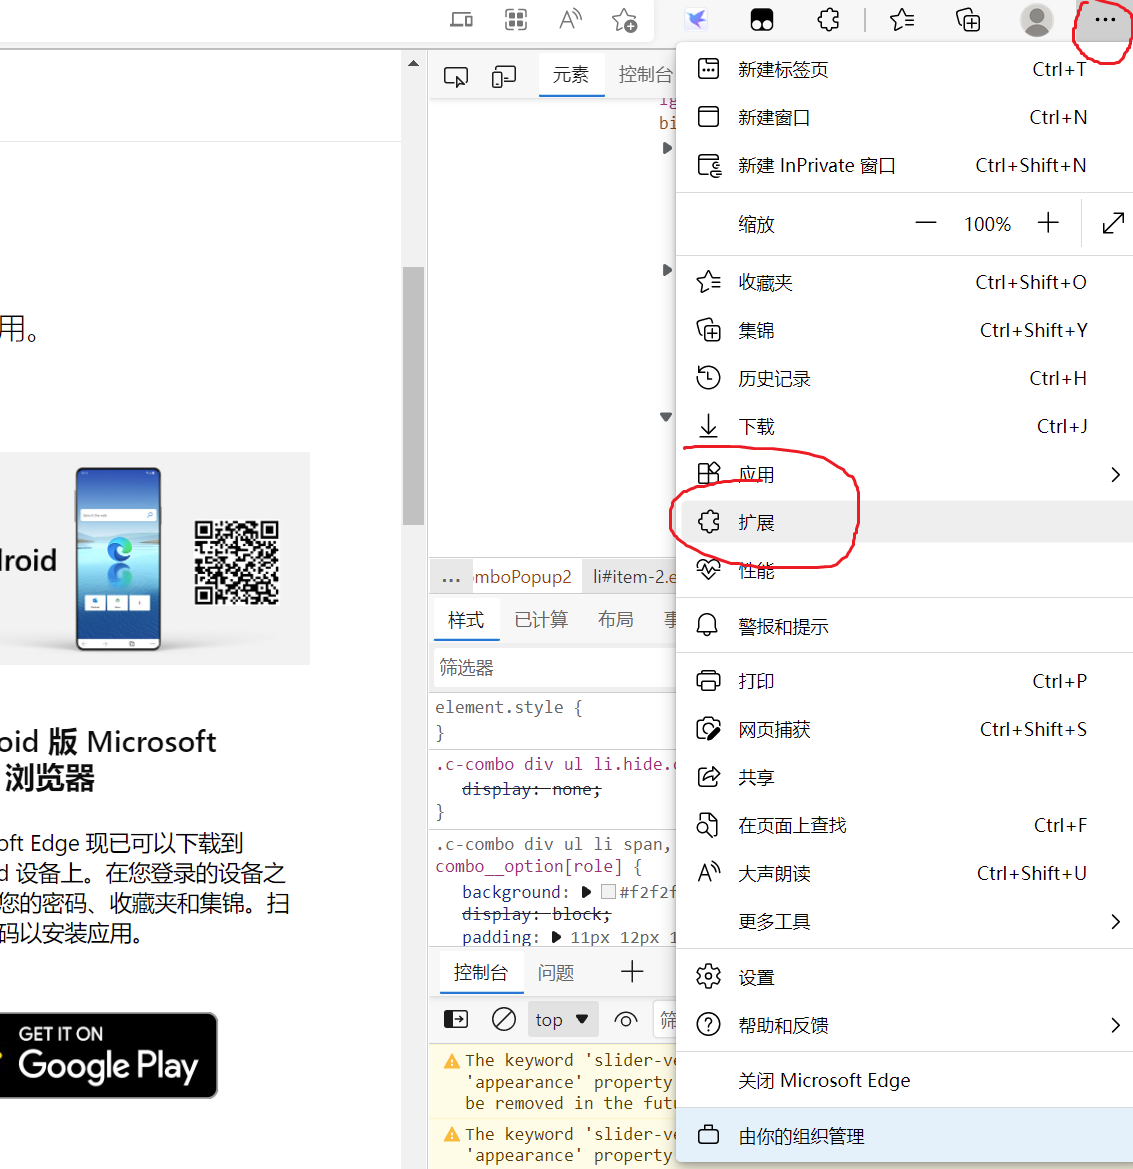 元素
控制台
bi
用。
droid
oid 版 Microsoft
浏览器
oft Edge 现已可以下载到
d 设备上。在您登录的设备之
您的密码、收藏夹和集锦。扫
码以安装应用。
GET IT ON
Google Play
... omboPopup2 li#item-2.e
样式 已计算 布局
筛选器
element.style {
}
.c-combo div ul li.hide.
display: none;
}
.c-combo div ul li span,
combo__option[role] {
background: #f2f2f
display: block;
padding: 11px 12px 1
控制台 问题
top
筛
The keyword 'slider-ve
'appearance' property
be removed in the futu
The keyword 'slider-ve
'appearance' property
新建标签页 Ctrl+T
新建窗口 Ctrl+N
新建 InPrivate 窗口 Ctrl+Shift+N
缩放 — 100% +
收藏夹 Ctrl+Shift+O
集锦 Ctrl+Shift+Y
历史记录 Ctrl+H
下载 Ctrl+J
应用
扩展
性能
警报和提示
打印 Ctrl+P
网页捕获 Ctrl+Shift+S
共享
在页面上查找 Ctrl+F
大声朗读 Ctrl+Shift+U
更多工具
设置
帮助和反馈
关闭 Microsoft Edge
由你的组织管理